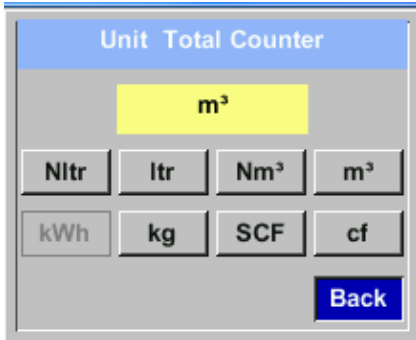 Unit Total Counter
m³
Nltr ltr Nm³ m³
kWh kg SCF cf
Back